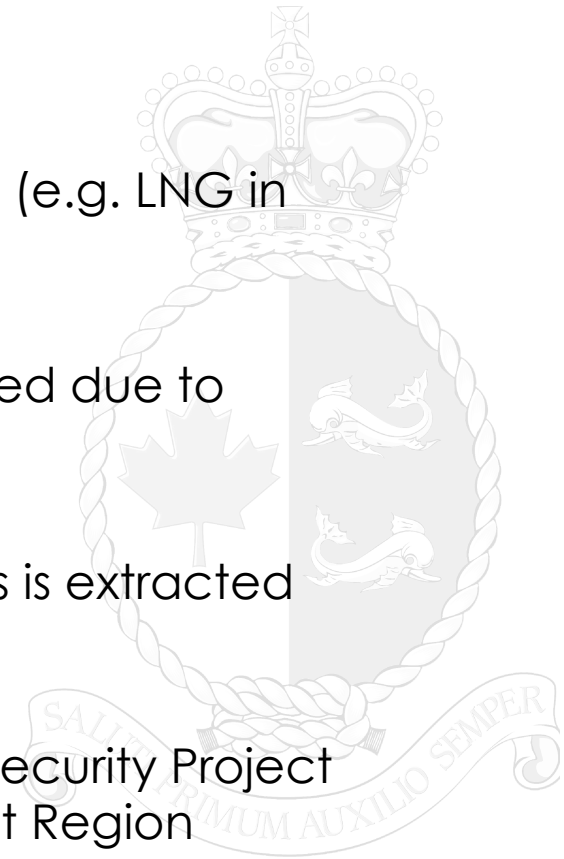 (e.g. LNG in
ed due to
s is extracted
ecurity Project
t Region
SALUTI PRIMUM AUXILIO SEMPER